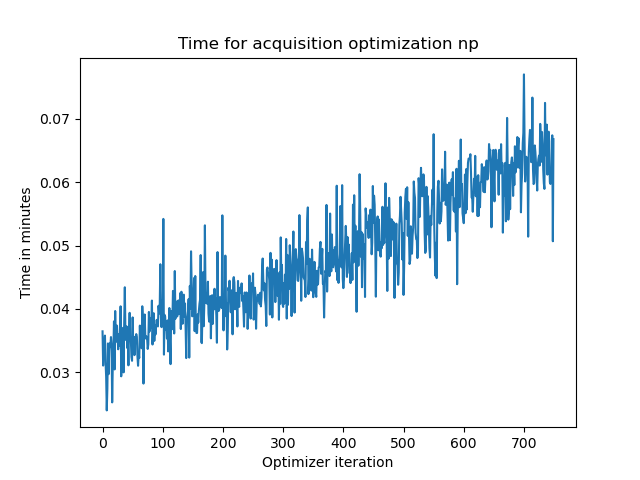 Time for acquisition optimization np
Time in minutes
0.07
0.06
0.05
0.04
0.03
0 100 200 300 400 500 600 700
Optimizer iteration